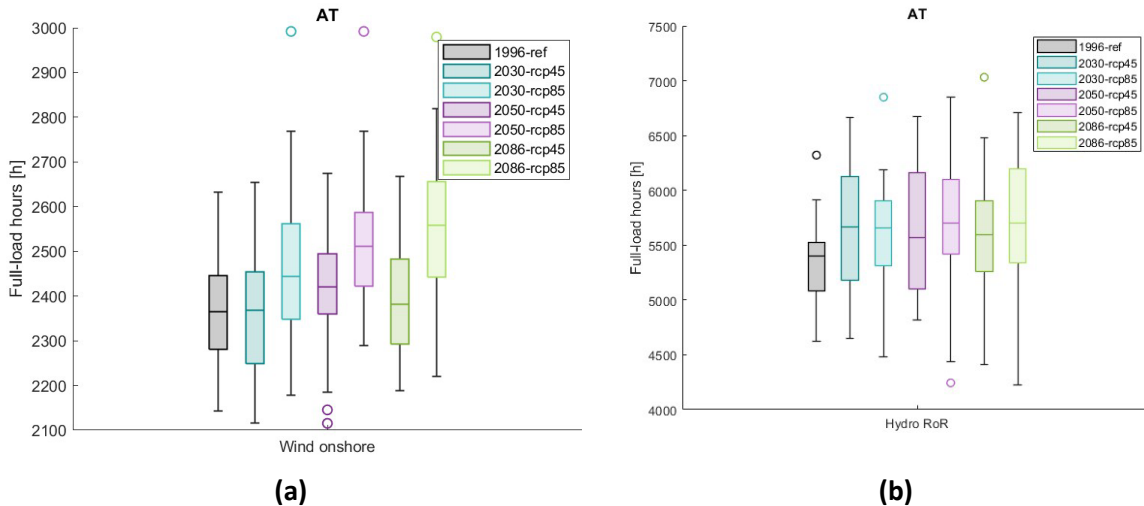 AT
3000
2900
2800
2700
2600
2500
2400
2300
2200
2100
Full-load hours [h]
Wind onshore
1996-ref
2030-rcp45
2030-rcp85
2050-rcp45
2050-rcp85
2086-rcp45
2086-rcp85
(a)
AT
7500
7000
6500
6000
5500
5000
4500
4000
Full-load hours [h]
Hydro RoR
1996-ref
2030-rcp45
2030-rcp85
2050-rcp45
2050-rcp85
2086-rcp45
2086-rcp85
(b)